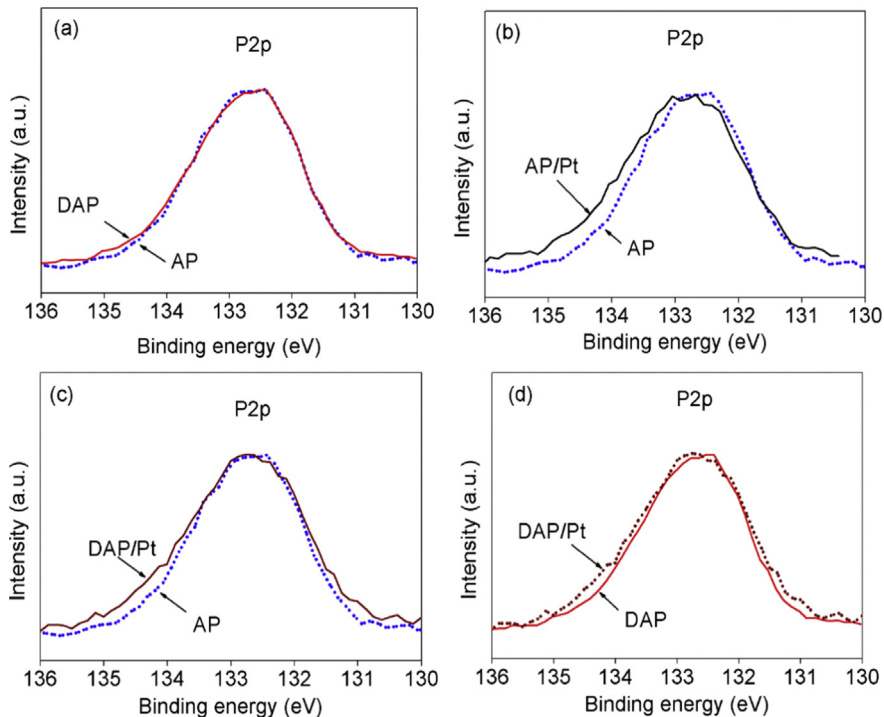 (a)
P2p
Intensity (a.u.)
DAP
AP
136 135 134 133 132 131 130
Binding energy (eV)
(b)
P2p
Intensity (a.u.)
AP/Pt
AP
136 135 134 133 132 131 130
Binding energy (eV)
(c)
P2p
Intensity (a.u.)
DAP/Pt
AP
136 135 134 133 132 131 130
Binding energy (eV)
(d)
P2p
Intensity (a.u.)
DAP/Pt
DAP
136 135 134 133 132 131 130
Binding energy (eV)